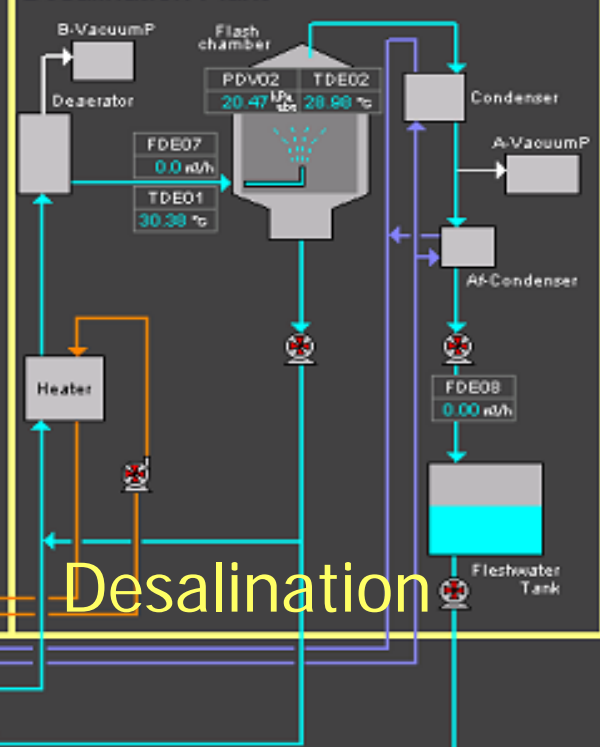 B-VacuumP
Flash
chamber
Deaerator
PDV02
TDE02
20.47 kPa abs
28.98 °C
Condenser
FDE07
0.0 m3/h
TDE01
30.38 °C
A-VacuumP
Af-Condenser
Heater
FDE08
0.00 m3/h
Desalination
Fleshwater
Tank